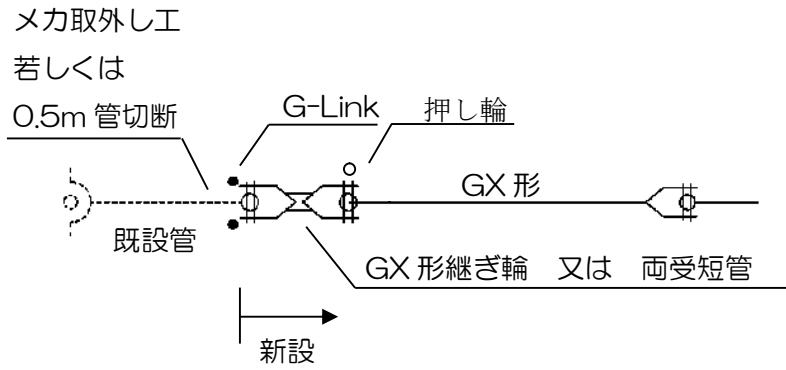 メカ取外し工
若しくは
0.5m 管切断
G-Link
押し輪
GX 形
既設管
GX 形継ぎ輪　又は　両受短管
新設